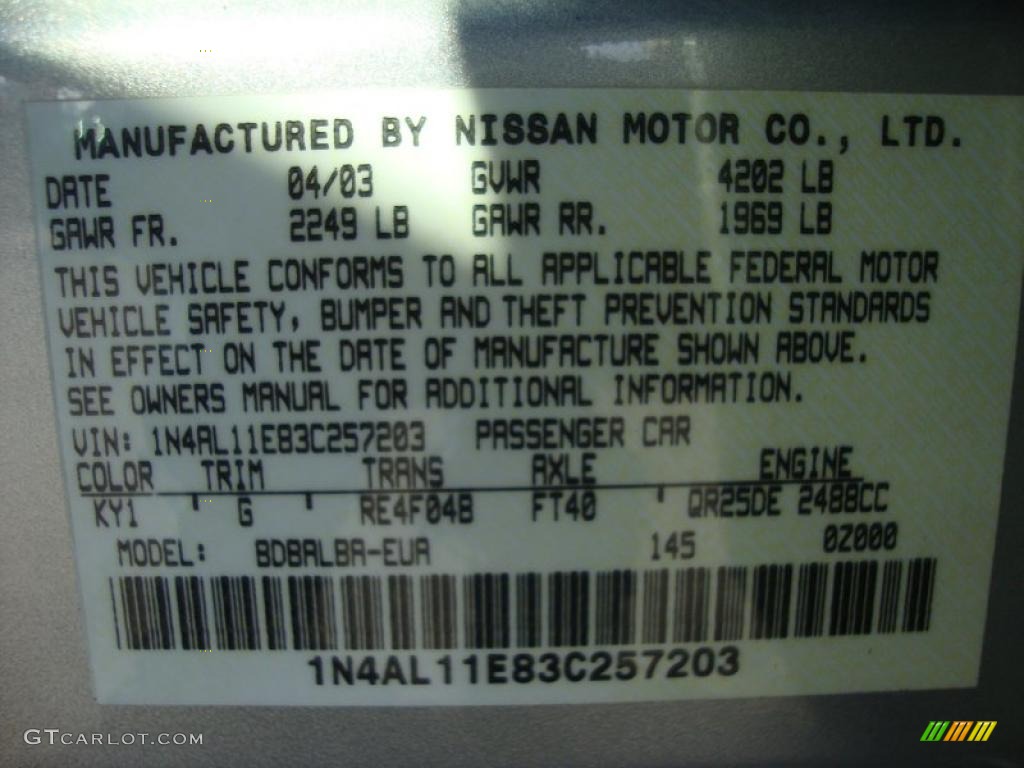 MANUFACTURED BY NISSAN MOTOR CO., LTD.
DATE 04/03 GVWR 4202 LB
GAWR FR. 2249 LB GAWR RR. 1969 LB
THIS VEHICLE CONFORMS TO ALL APPLICABLE FEDERAL MOTOR
VEHICLE SAFETY, BUMPER AND THEFT PREVENTION STANDARDS
IN EFFECT ON THE DATE OF MANUFACTURE SHOWN ABOVE.
SEE OWNERS MANUAL FOR ADDITIONAL INFORMATION.
VIN: 1N4AL11E83C257203 PASSENGER CAR
COLOR TRIM TRANS AXLE ENGINE
KY1 ' G ' RE4F04B FT40 ' QR25DE 2488CC
MODEL: BDBALBA-EUA 145 0Z000
1N4AL11E83C257203
GTCARLOT.COM